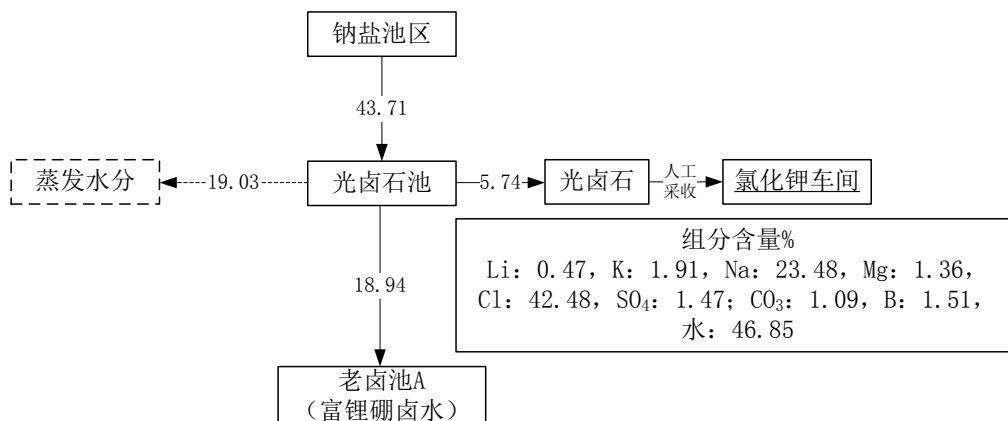 钠盐池区
43.71
蒸发水分
19.03
光卤石池
5.74
光卤石
人工
采收
氯化钾车间
组分含量%
Li: 0.47, K: 1.91, Na: 23.48, Mg: 1.36,
Cl: 42.48, SO₄: 1.47; CO₃: 1.09, B: 1.51,
水: 46.85
18.94
老卤池A
（富锂硼卤水）